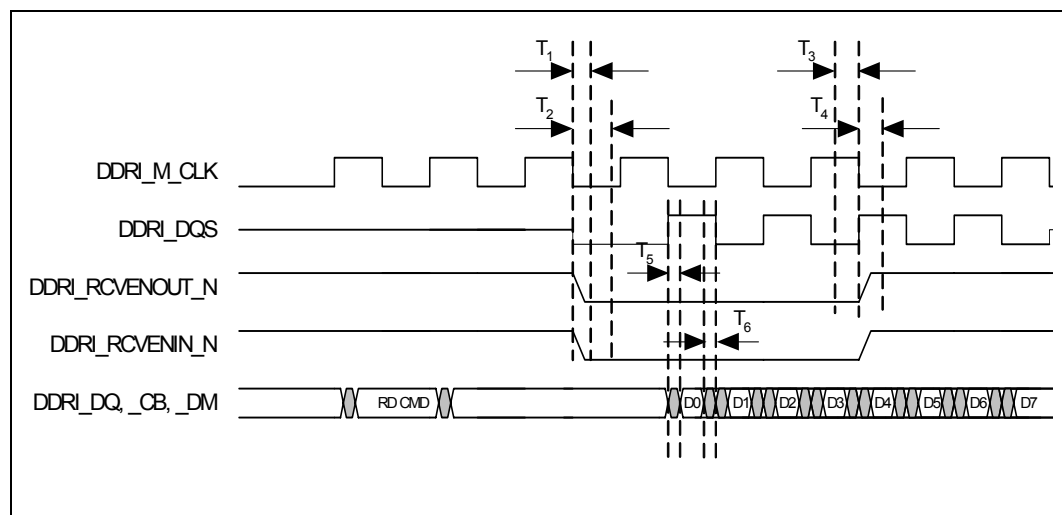 T1
T3
T2
T4
DDRI_M_CLK
DDRI_DQS
T5
DDRI_RCVENOUT_N
T6
DDRI_RCVENIN_N
DDRI_DQ, _CB, _DM RD CMD D0 D1 D2 D3 D4 D5 D6 D7